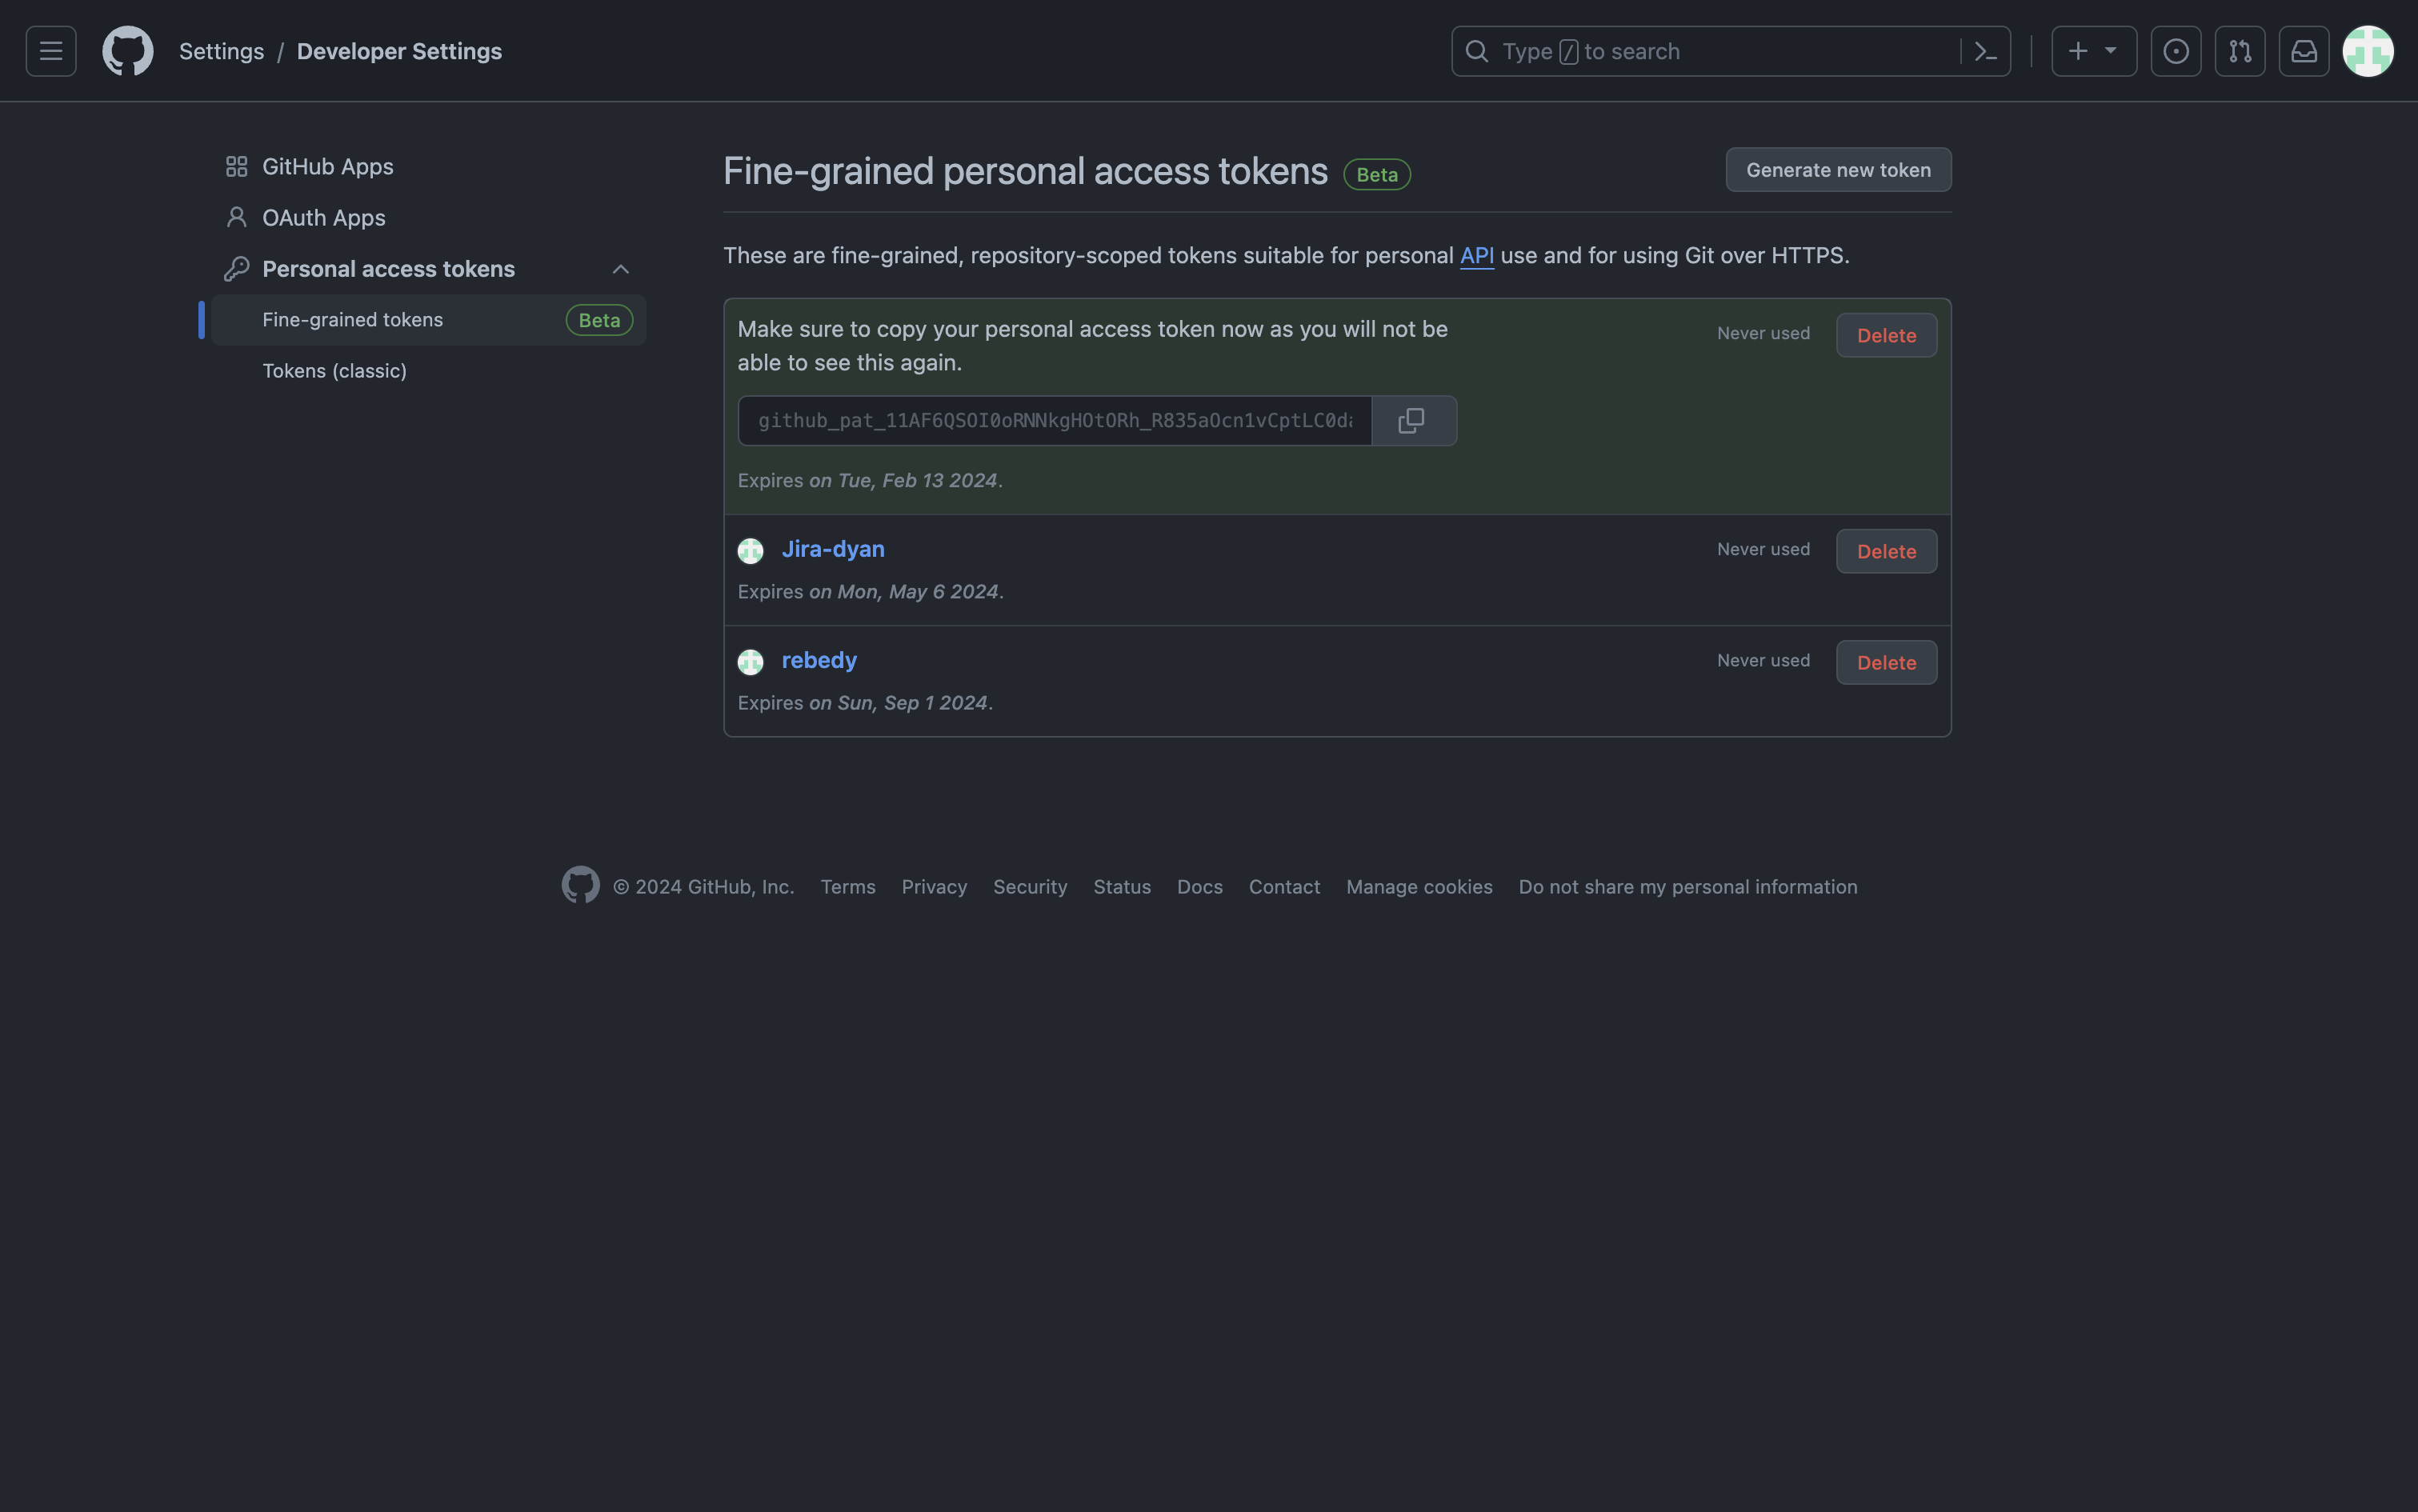 Settings / Developer Settings
Type / to search
GitHub Apps
OAuth Apps
Personal access tokens
Fine-grained tokens Beta
Tokens (classic)
Fine-grained personal access tokens Beta
Generate new token
These are fine-grained, repository-scoped tokens suitable for personal API use and for using Git over HTTPS.
Make sure to copy your personal access token now as you will not be
able to see this again.
Never used Delete
github_pat_11AF6QSOI0oRNNkgHOtORh_R835aOcn1vCptLC0d
Expires on Tue, Feb 13 2024.
Jira-dyan Never used Delete
Expires on Mon, May 6 2024.
rebedy Never used Delete
Expires on Sun, Sep 1 2024.
© 2024 GitHub, Inc. Terms Privacy Security Status Docs Contact Manage cookies Do not share my personal information